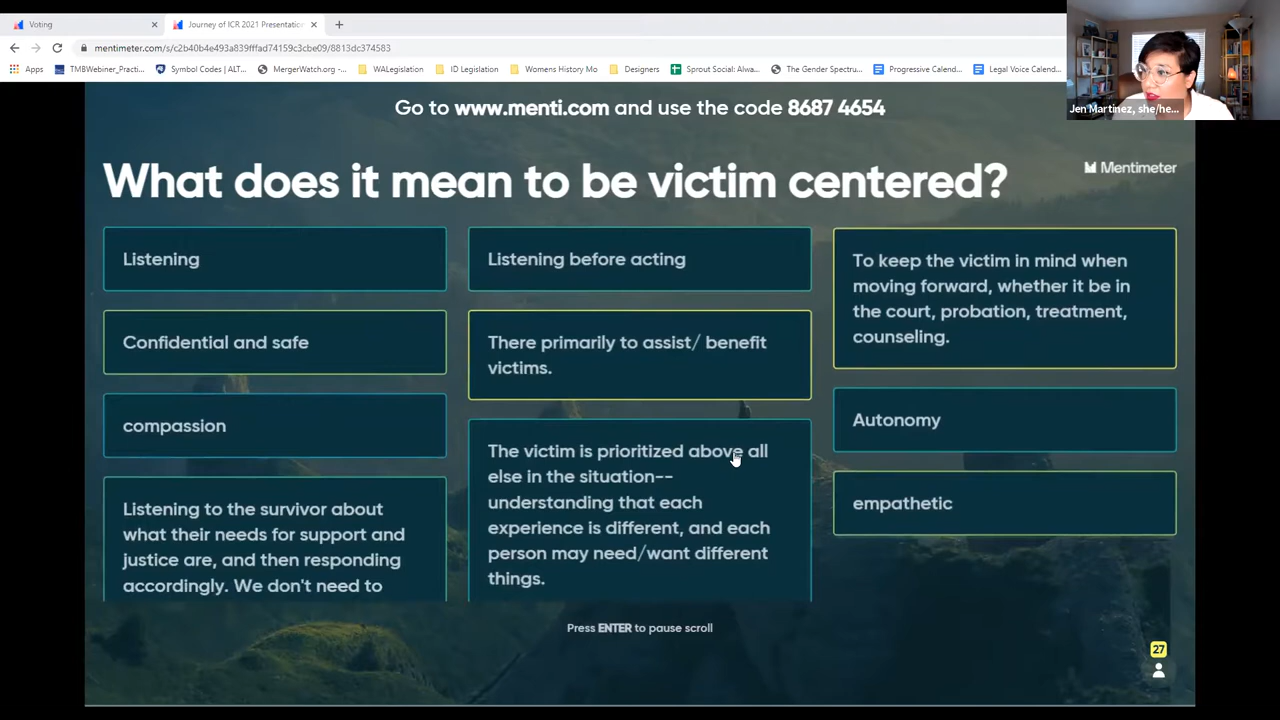 Voting
Journey of ICR 2021 Presentation
mentimeter.com/s/c2b40b4e493a839fffad74159c3cbe09/8813dc374583
Apps TMBWebiner_Practi... Symbol Codes | ALT... MergerWatch.org -... WALegislation ID Legislation Womens History Mo Designers Sprout Social: Alwa... The Gender Spectru... Progressive Calend... Legal Voice Calend...
Jen Martinez, she/he...
Go to www.menti.com and use the code 8687 4654
Mentimeter
What does it mean to be victim centered?
Listening
Confidential and safe
compassion
Listening to the survivor about
what their needs for support and
justice are, and then responding
accordingly. We don't need to
Listening before acting
There primarily to assist/ benefit
victims.
The victim is prioritized above all
else in the situation--
understanding that each
experience is different, and each
person may need/want different
things.
To keep the victim in mind when
moving forward, whether it be in
the court, probation, treatment,
counseling.
Autonomy
empathetic
Press ENTER to pause scroll
27